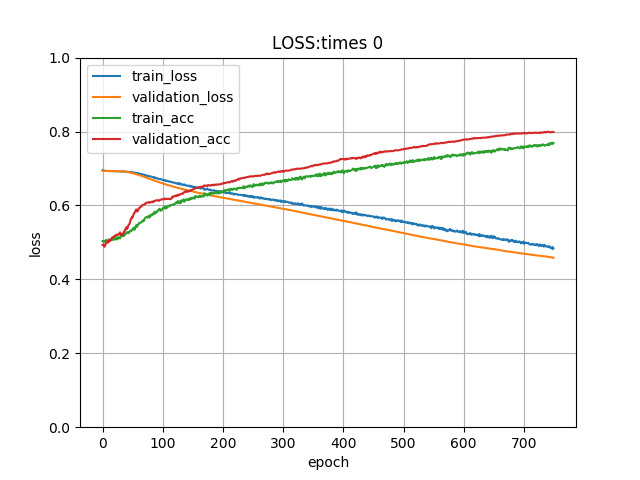 LOSS:times 0
1.0
0.8
0.6
0.4
0.2
0.0
loss
train_loss
validation_loss
train_acc
validation_acc
0 100 200 300 400 500 600 700
epoch